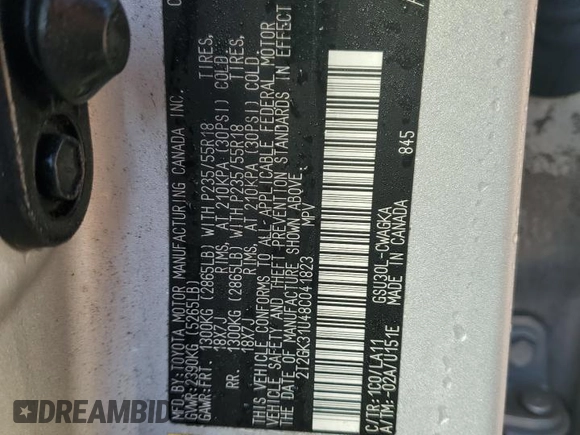 MFD. BY TOYOTA MOTOR MANUFACTURING CANADA INC.
GVWR: 2390KG (5265LB)
GAWR: FRT 1300KG (2865LB) WITH P235/55R18 TIRES,
18X7J RIMS, AT 210KPA (30PSI) COLD
RR. 1300KG (2865LB) WITH P235/55R18 TIRES,
18X7J RIMS, AT 210KPA (30PSI) COLD.
THIS VEHICLE CONFORMS TO ALL APPLICABLE FEDERAL MOTOR
VEHICLE SAFETY AND THEFT PREVENTION STANDARDS IN EFFECT
ON THE DATE OF MANUFACTURE SHOWN ABOVE.
2T2GK31U48C041823 MPV
845
C/TR: 1C0/LA11 GSU30L-CWAGKA
A/TM: -02A/U151E MADE IN CANADA
DREAMBID